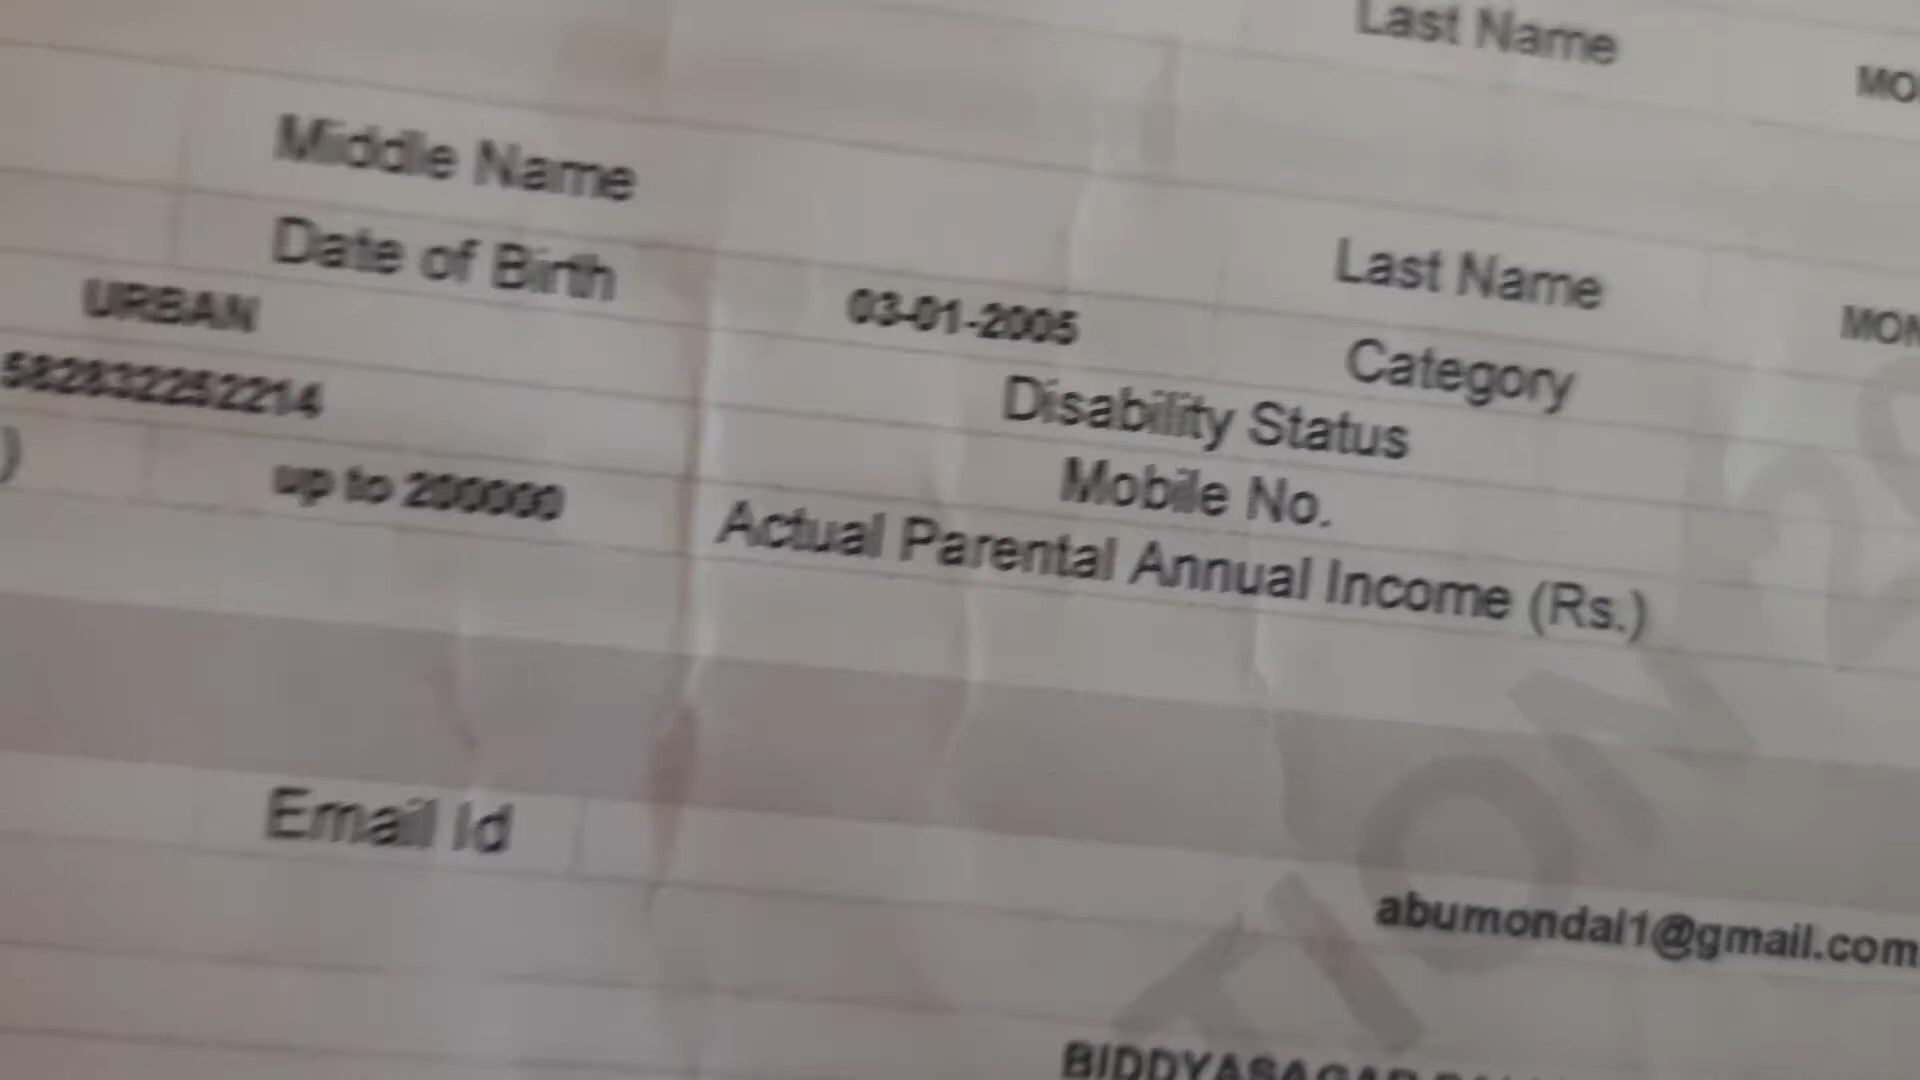 Last Name
Middle Name
Last Name
Date of Birth 03-01-2005 Category
URBAN Disability Status
582832252214 Mobile No.
) up to 200000 Actual Parental Annual Income (Rs.)
Email Id abumondal1@gmail.com